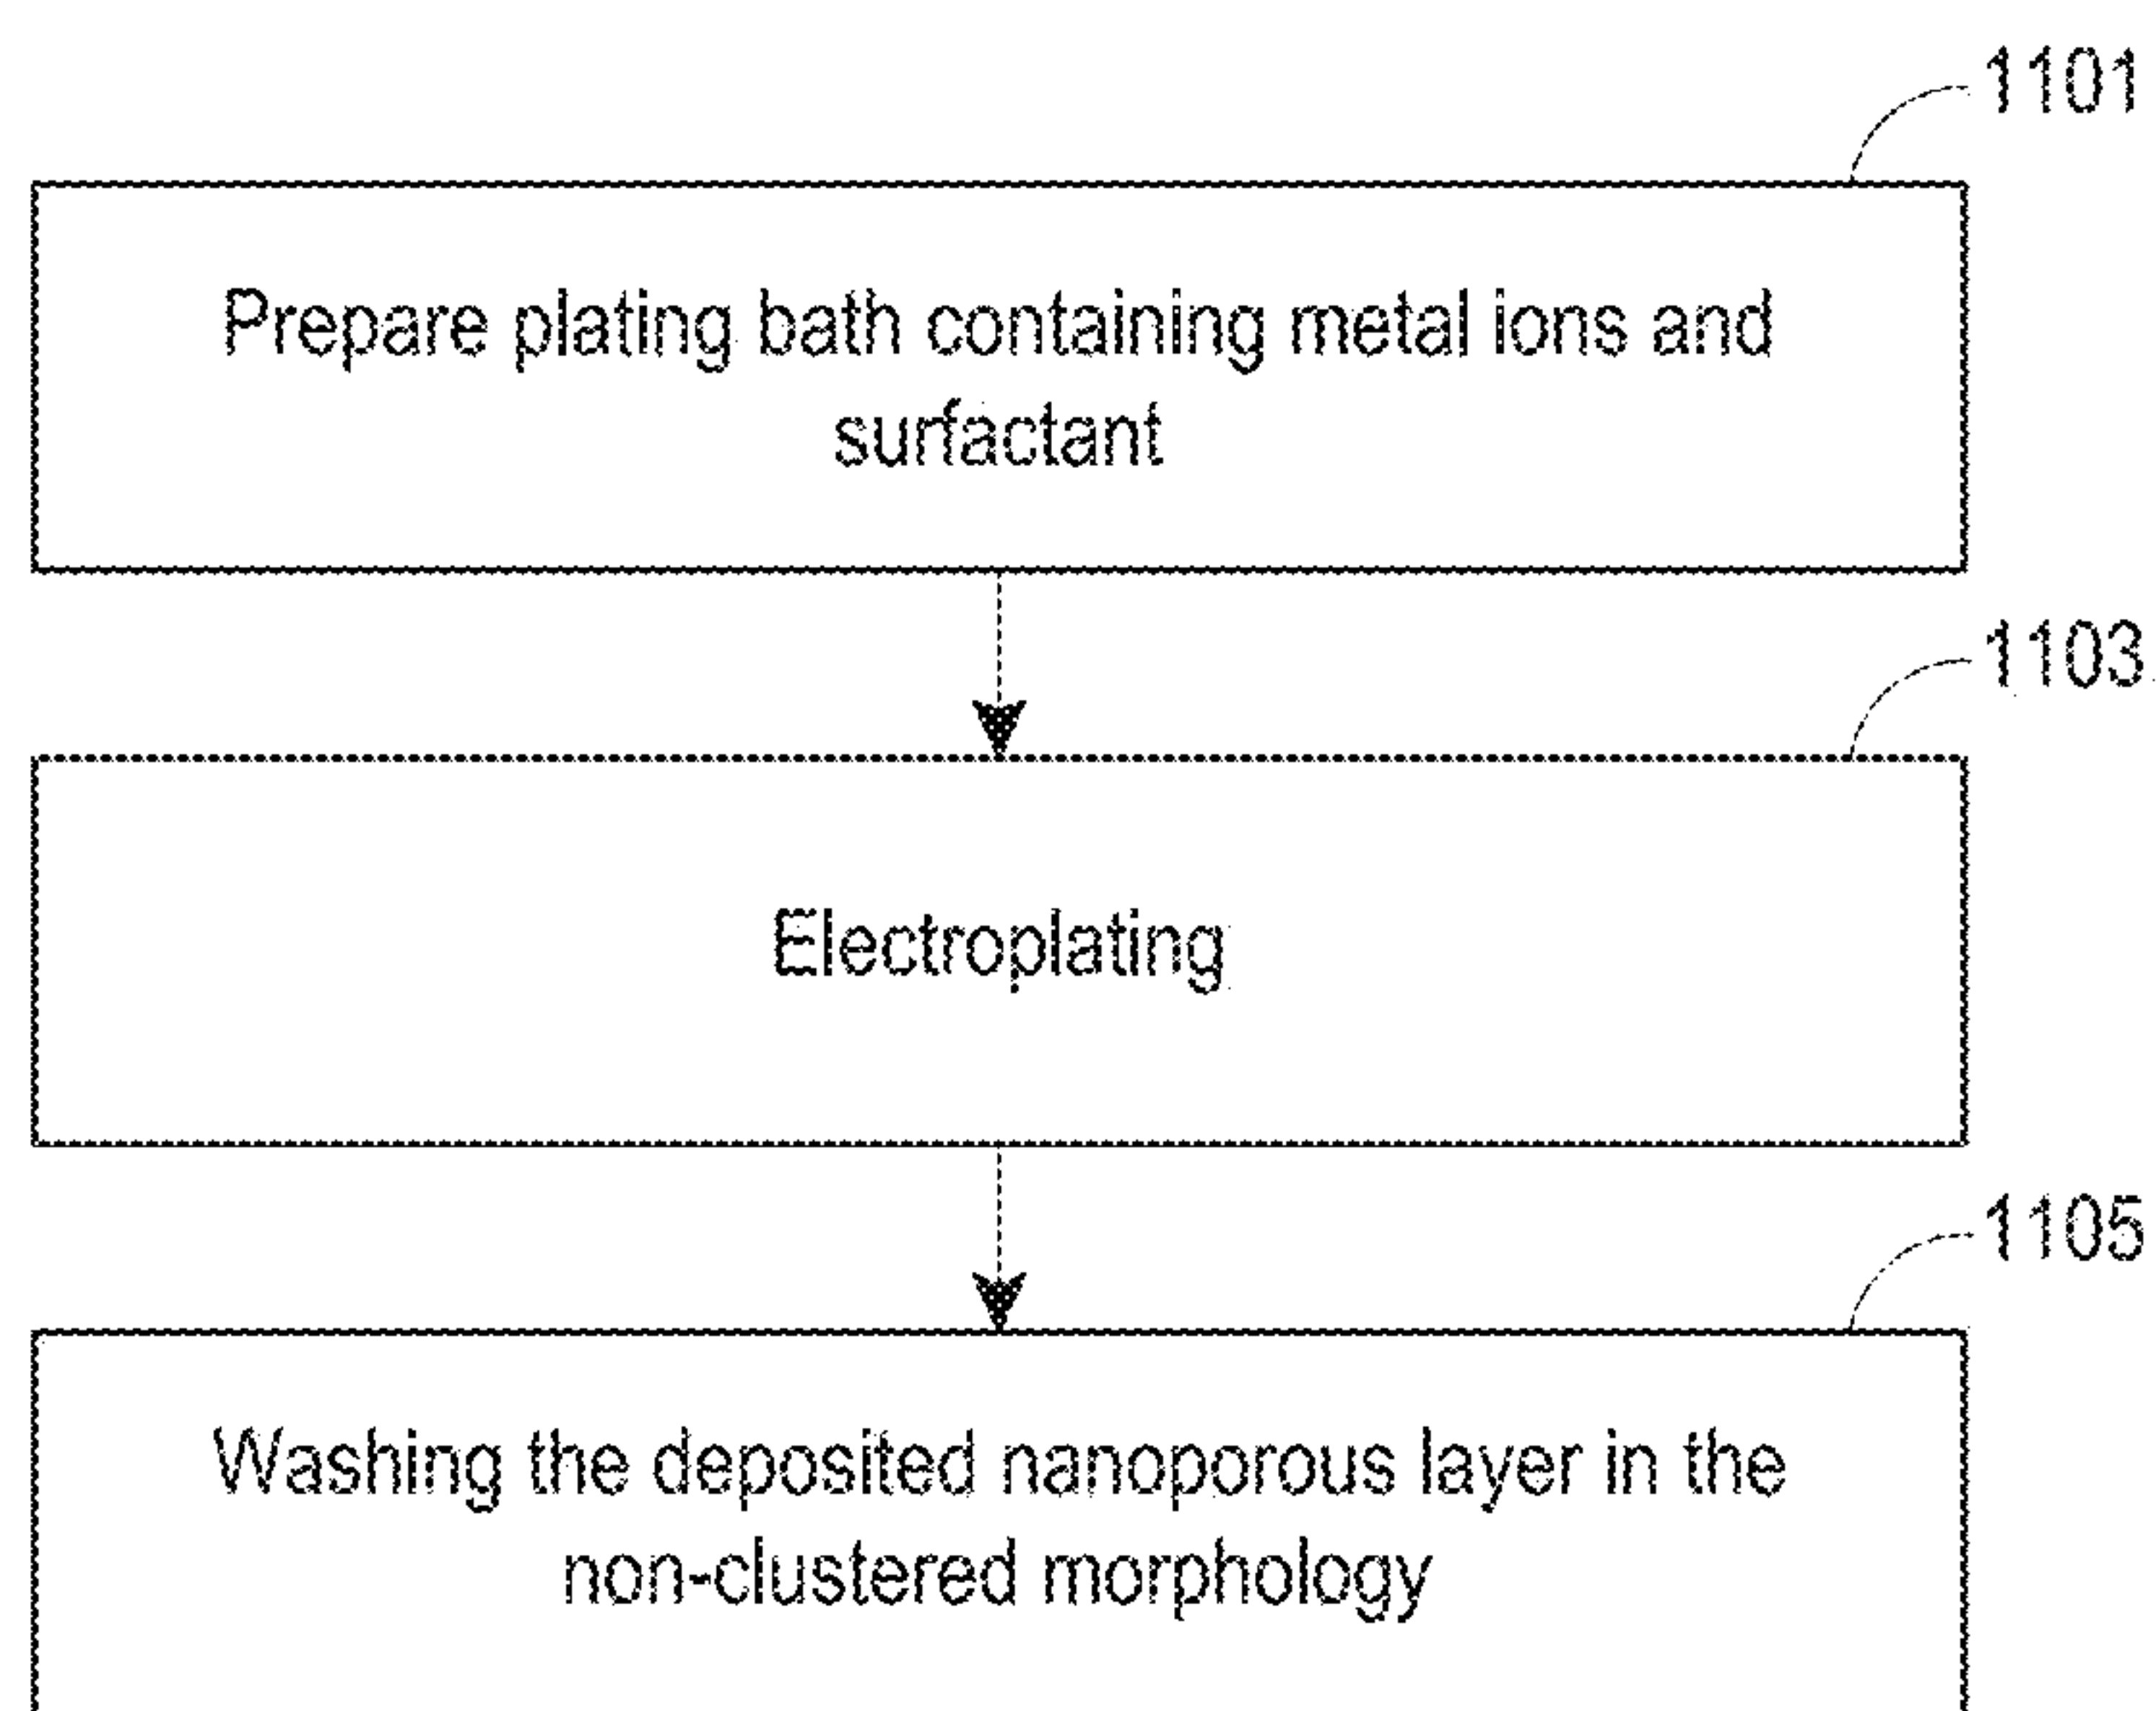 1101
Prepare plating bath containing metal ions and
surfactant
1103
Electroplating
1105
Washing the deposited nanoporous layer in the
non-clustered morphology